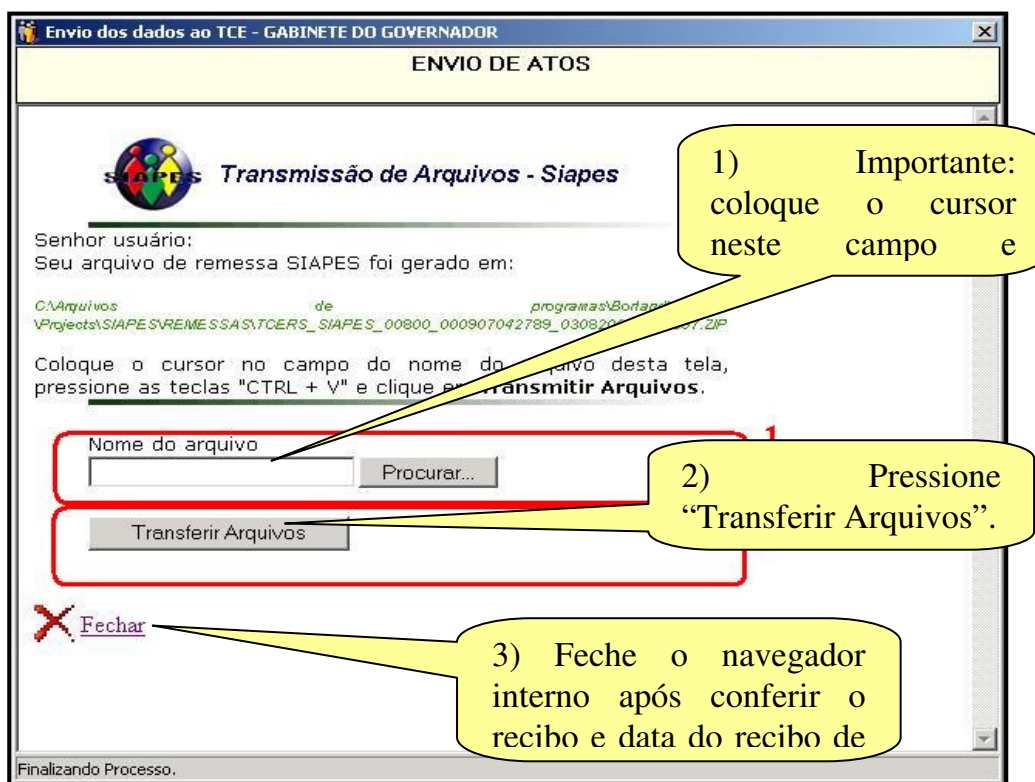 Envio dos dados ao TCE - GABINETE DO GOVERNADOR
ENVIO DE ATOS
SIAPES
Transmissão de Arquivos - Siapes
1) Importante:
coloque o cursor
neste campo e
Senhor usuário:
Seu arquivo de remessa SIAPES foi gerado em:
C:\Arquivos de programas\Borland
\Projects\SIAPES\REMESSAS\TCERS_SIAPES_00800_000907042789_030820
Coloque o cursor no campo do nome do desta tela,
pressione as teclas "CTRL + V" e clique em Transmitir Arquivos.
1
Nome do arquivo
Procurar...
2) Pressione
“Transferir Arquivos”.
Transferir Arquivos
Fechar
3) Feche o navegador
interno após conferir o
recibo e data do recibo de
Finalizando Processo.